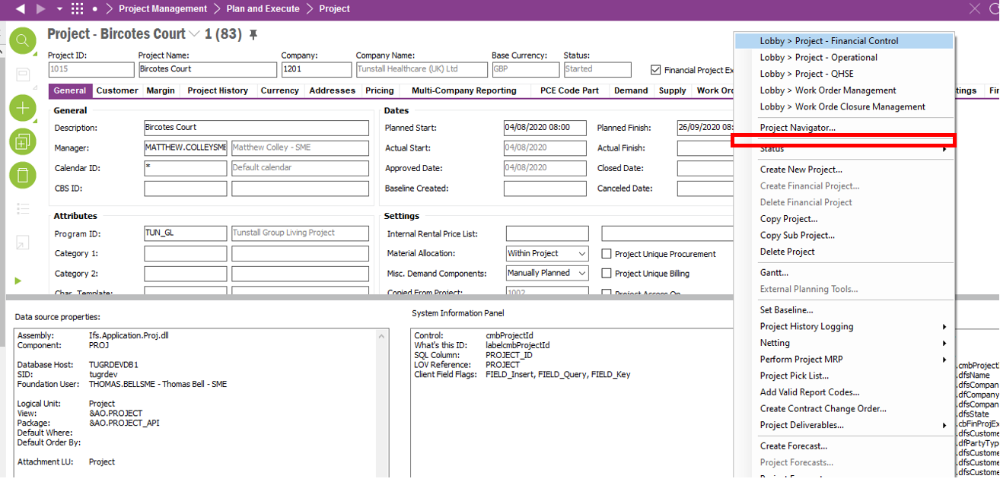 Project Management > Plan and Execute > Project
Project - Bircotes Court 1 (83)
Project ID: Project Name: Company: Company Name: Base Currency: Status:
1015 Bircotes Court 1201 Tunstall Healthcare (UK) Ltd GBP Started Financial Project Ex
General Customer Margin Project History Currency Addresses Pricing Multi-Company Reporting PCE Code Part Demand Supply Work Or tings Fi
General
Description: Bircotes Court
Manager: MATTHEW.COLLEYSME Matthew Colley - SME
Calendar ID: * Default calendar
CBS ID:
Dates
Planned Start: 04/08/2020 08:00 Planned Finish: 26/09/2020 08:
Actual Start: 04/08/2020 Actual Finish:
Approved Date: 04/08/2020 Closed Date:
Baseline Created: Canceled Date:
Attributes
Program ID: TUN_GL Tunstall Group Living Project
Category 1:
Category 2:
Char. Template:
Settings
Internal Rental Price List:
Material Allocation: Within Project Project Unique Procurement
Misc. Demand Components: Manually Planned Project Unique Billing
Copied From Project: 1002 Project Access On
Lobby > Project - Financial Control
Lobby > Project - Operational
Lobby > Project - QHSE
Lobby > Work Order Management
Lobby > Work Orde Closure Management
Project Navigator...
Status
Create New Project...
Create Financial Project...
Delete Financial Project
Copy Project...
Copy Sub Project...
Delete Project
Gantt...
External Planning Tools...
Set Baseline...
Project History Logging
Netting
Perform Project MRP
Project Pick List...
Add Valid Report Codes...
Create Contract Change Order...
Project Deliverables...
Create Forecast...
Project Forecasts...
Data source properties:
Assembly: Ifs.Application.Proj.dll
Component: PROJ
Database Host: TUGRDEVDB1
SID: tugrdev
Foundation User: THOMAS.BELLSME - Thomas Bell - SME
Logical Unit: Project
View: &AO.PROJECT
Package: &AO.PROJECT_API
Default Where:
Default Order By:
Attachment LU: Project
System Information Panel
Control: cmbProjectId
What's this ID: labelcmbProjectId
SQL Column: PROJECT_ID
LOV Reference: PROJECT
Client Field Flags: FIELD_Insert, FIELD_Query, FIELD_Key
.cmbProjectI
.dfsName
.dfsCompan
.dfCompany
.dfsCompan
.dfsState
.cbFinProjEx
.dfsCustome
.dfPartyTyp
.dfsCustome
.dfsCustome
.dfsCustome